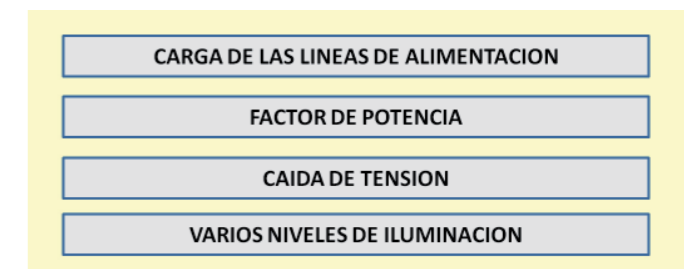 CARGA DE LAS LINEAS DE ALIMENTACION
FACTOR DE POTENCIA
CAIDA DE TENSION
VARIOS NIVELES DE ILUMINACION